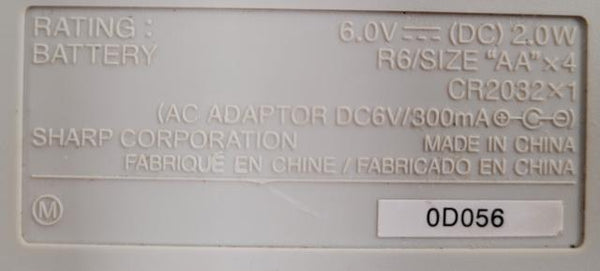 RATING : 6.0V⎓ (DC) 2.0W
BATTERY R6/SIZE "AA"×4
CR2032×1
(AC ADAPTOR DC6V/300mA⊕-C-⊖)
SHARP CORPORATION MADE IN CHINA
FABRIQUÉ EN CHINE / FABRICADO EN CHINA
Ⓜ 0D056